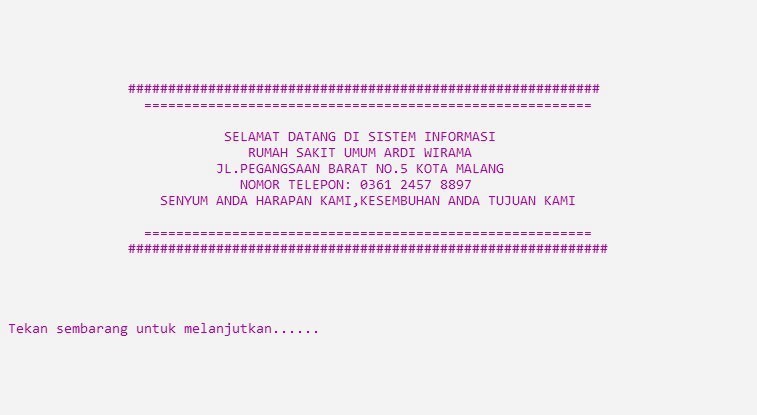 ###########################################################
========================================================
SELAMAT DATANG DI SISTEM INFORMASI
RUMAH SAKIT UMUM ARDI WIRAMA
JL.PEGANGSAAN BARAT NO.5 KOTA MALANG
NOMOR TELEPON: 0361 2457 8897
SENYUM ANDA HARAPAN KAMI,KESEMBUHAN ANDA TUJUAN KAMI
========================================================
############################################################
Tekan sembarang untuk melanjutkan......